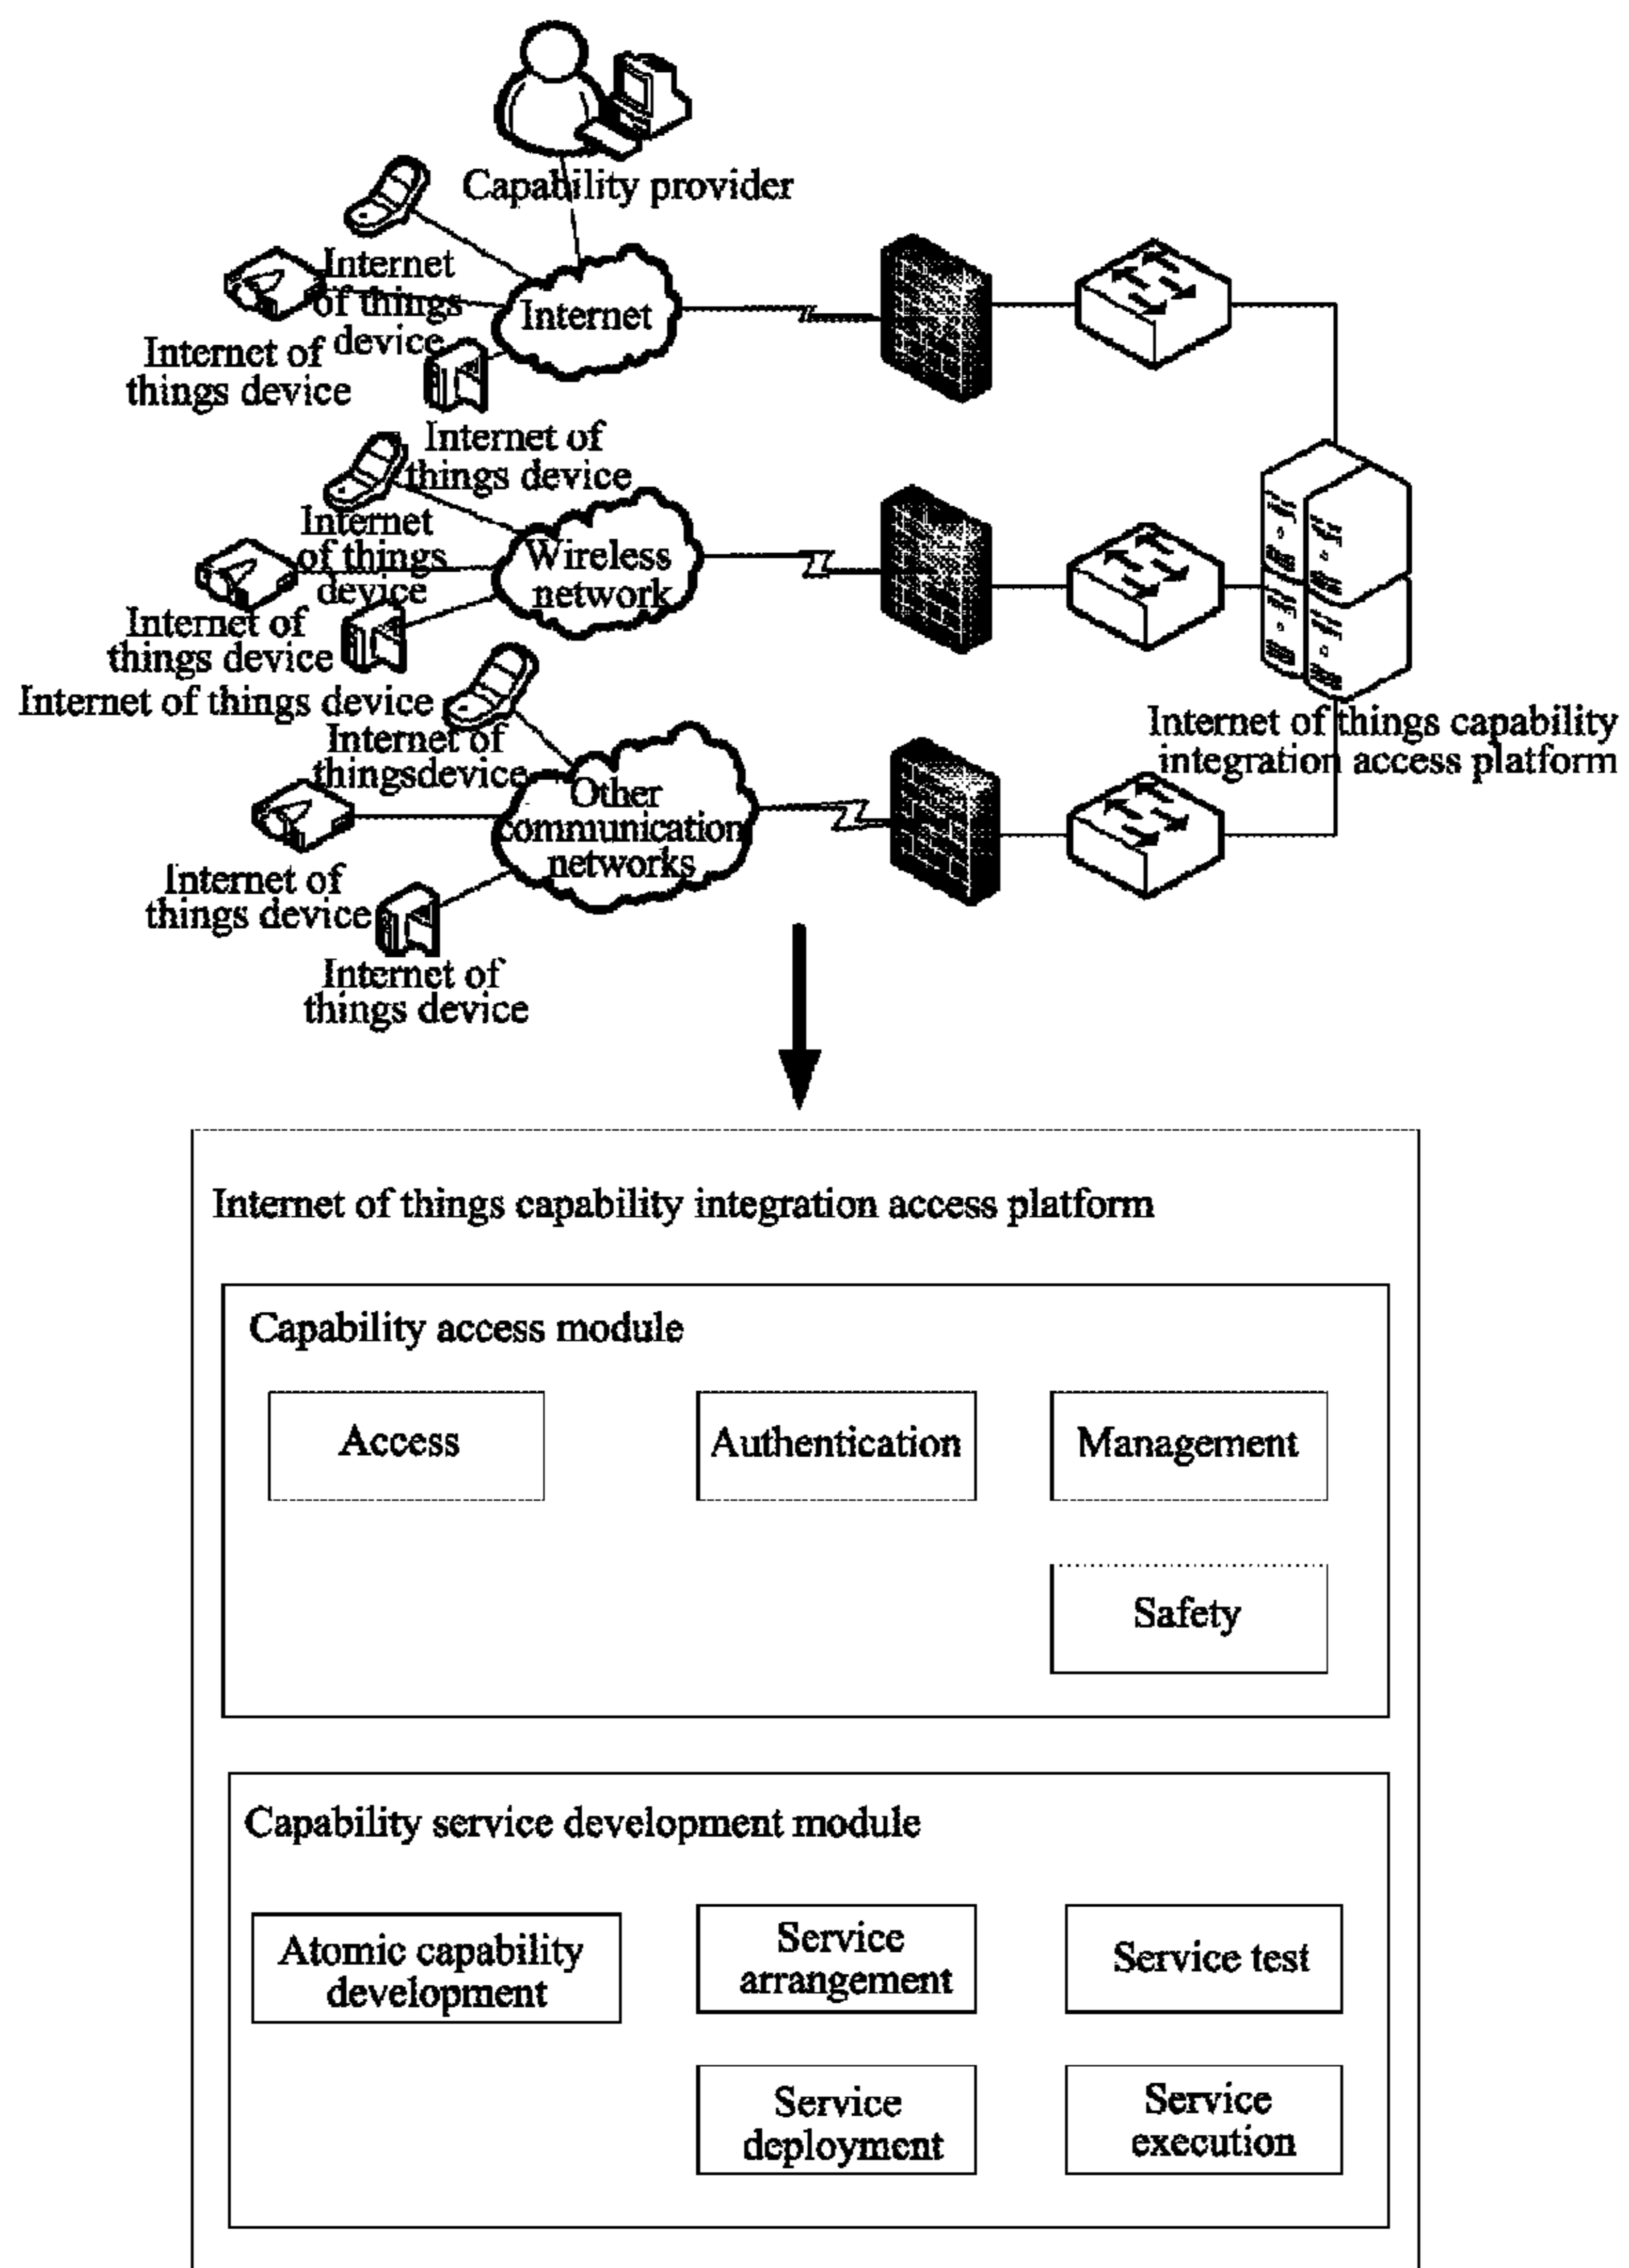 Capability provider
Internet
of things
device
Internet
Internet of
things device
Internet of
things device
Internet
of things
device
Wireless
network
Internet of
things device
Internet of things device
Internet of
thingsdevice
Internet of things capability
integration access platform
Other
communication
networks
Internet of
things device
Internet of
things device
Internet of things capability integration access platform
Capability access module
Access
Authentication
Management
Safety
Capability service development module
Atomic capability
development
Service
arrangement
Service test
Service
deployment
Service
execution